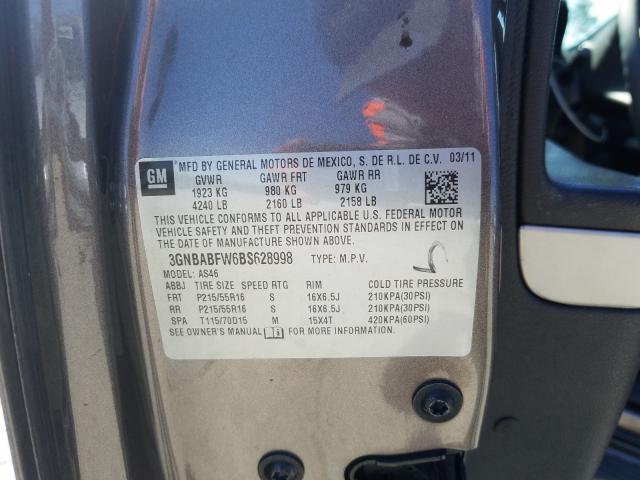 GM
MFD BY GENERAL MOTORS DE MEXICO, S. DE R.L. DE C.V. 03/11
GVWR GAWR FRT GAWR RR
1923 KG 980 KG 979 KG
4240 LB 2160 LB 2158 LB
THIS VEHICLE CONFORMS TO ALL APPLICABLE U.S. FEDERAL MOTOR
VEHICLE SAFETY AND THEFT PREVENTION STANDARDS IN EFFECT ON
THE DATE OF MANUFACTURE SHOWN ABOVE.
3GNBABFW6BS628998 TYPE: M.P.V.
MODEL: AS46
ABBJ TIRE SIZE SPEED RTG RIM COLD TIRE PRESSURE
FRT P215/55R16 S 16X6.5J 210KPA(30PSI)
RR P215/55R16 S 16X6.5J 210KPA(30PSI)
SPA T115/70D15 M 15X4T 420KPA(60PSI)
SEE OWNER'S MANUAL FOR MORE INFORMATION.